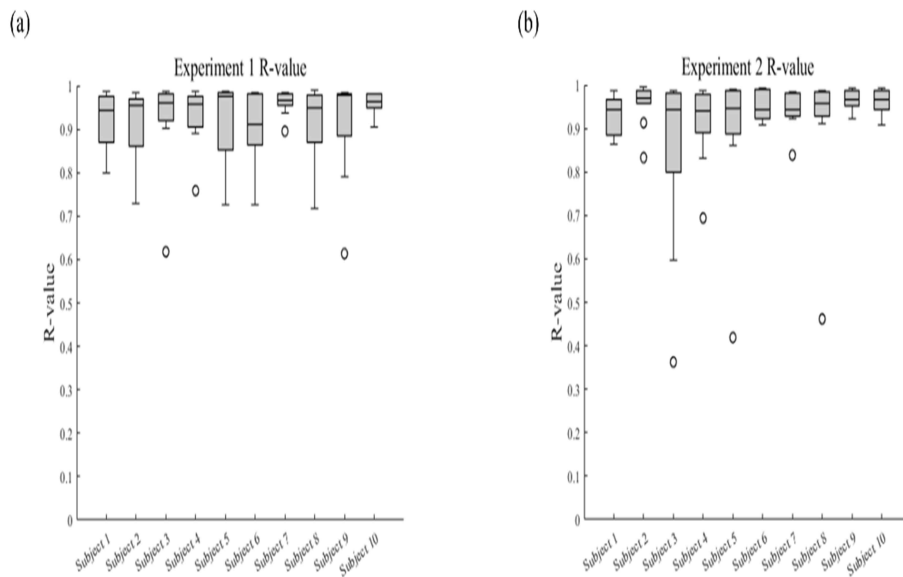 (a)
Experiment 1 R-value
1
0.9
0.8
0.7
0.6
0.5
0.4
0.3
0.2
0.1
0
R-value
Subject 1
Subject 2
Subject 3
Subject 4
Subject 5
Subject 6
Subject 7
Subject 8
Subject 9
Subject 10
(b)
Experiment 2 R-value
1
0.9
0.8
0.7
0.6
0.5
0.4
0.3
0.2
0.1
0
R-value
Subject 1
Subject 2
Subject 3
Subject 4
Subject 5
Subject 6
Subject 7
Subject 8
Subject 9
Subject 10